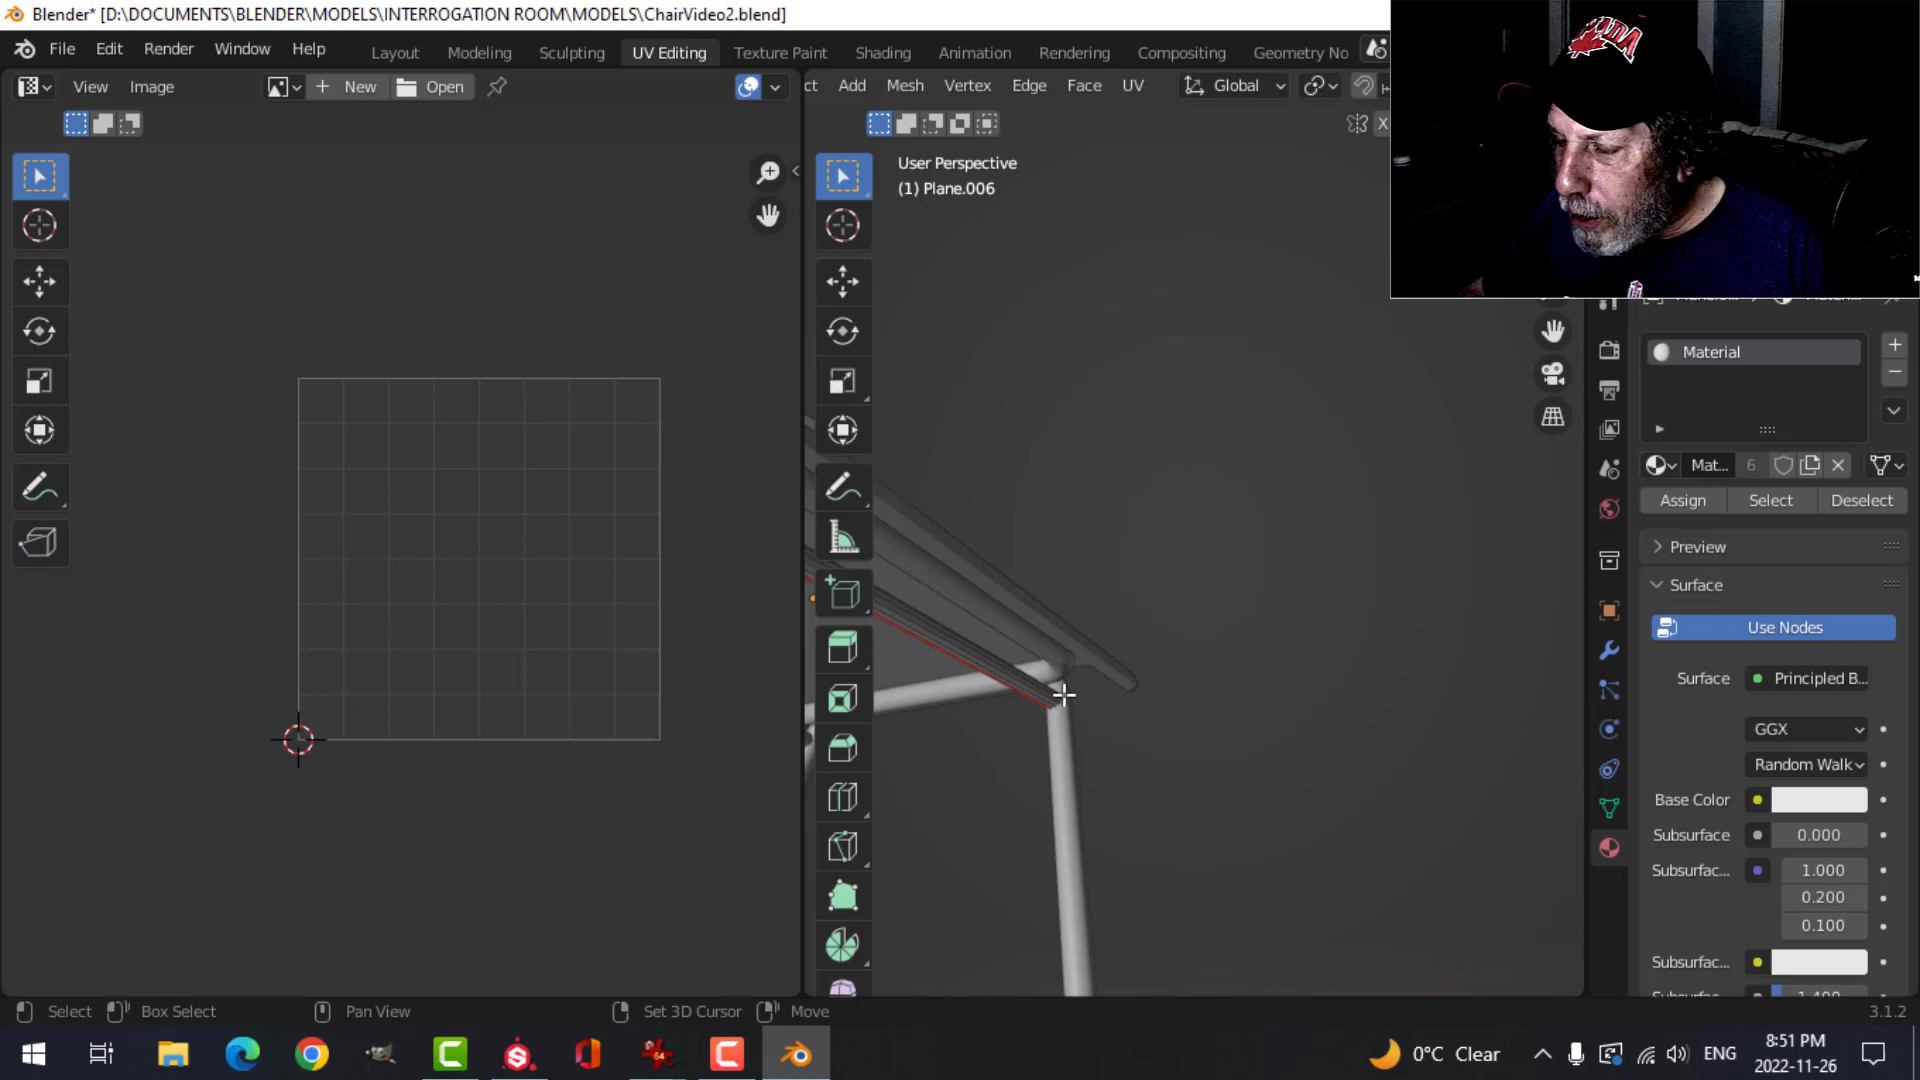 Blender* [D:\DOCUMENTS\BLENDER\MODELS\INTERROGATION ROOM\MODELS\ChairVideo2.blend]
File Edit Render Window Help Layout Modeling Sculpting UV Editing Texture Paint Shading Animation Rendering Compositing Geometry No
View Image New Open ct Add Mesh Vertex Edge Face UV Global
X
User Perspective
(1) Plane.006
Material
Mat... 6
Assign Select Deselect
Preview
Surface
Use Nodes
Surface Principled B...
GGX
Random Walk
Base Color
Subsurface 0.000
Subsurfac... 1.000
0.200
0.100
Subsurfac...
Subsurfac... 1.400
Select Box Select Pan View Set 3D Cursor Move 3.1.2
0°C Clear ENG 8:51 PM
2022-11-26